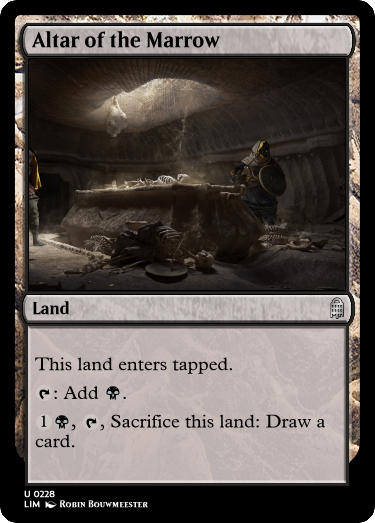 Altar of the Marrow
Land
This land enters tapped.
: Add .
1 , , Sacrifice this land: Draw a
card.
U 0228
LIM Robin Bouwmeester